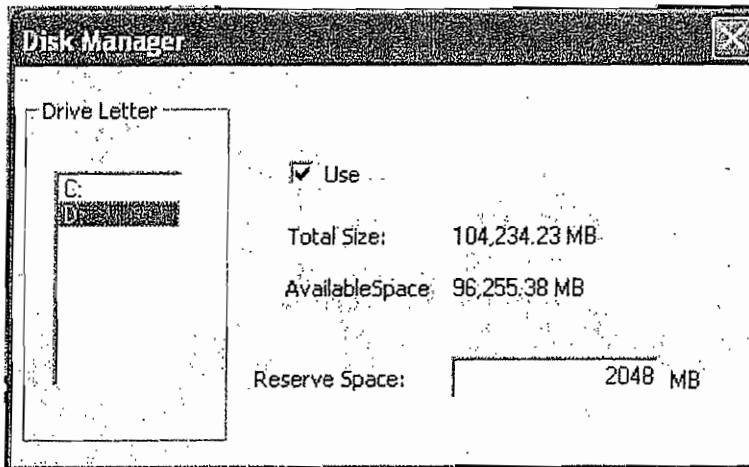 Disk Manager
Drive Letter
C:
D:
Use
Total Size: 104,234.23 MB
AvailableSpace 96,255.38 MB
Reserve Space: 2048 MB